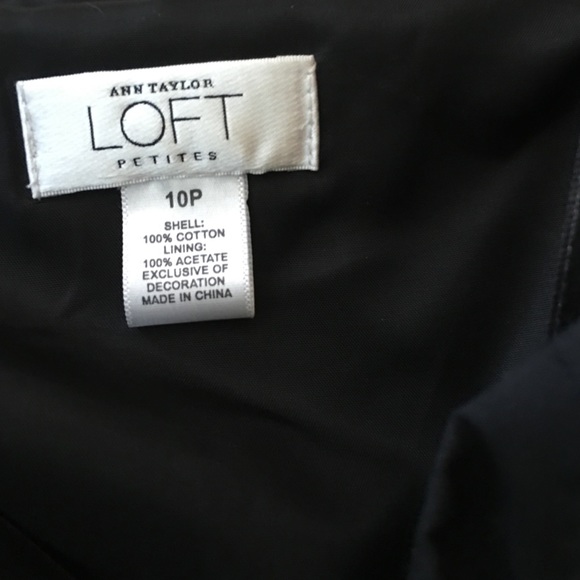 ANN TAYLOR
LOFT
PETITES
10P
SHELL:
100% COTTON
LINING:
100% ACETATE
EXCLUSIVE OF
DECORATION
MADE IN CHINA